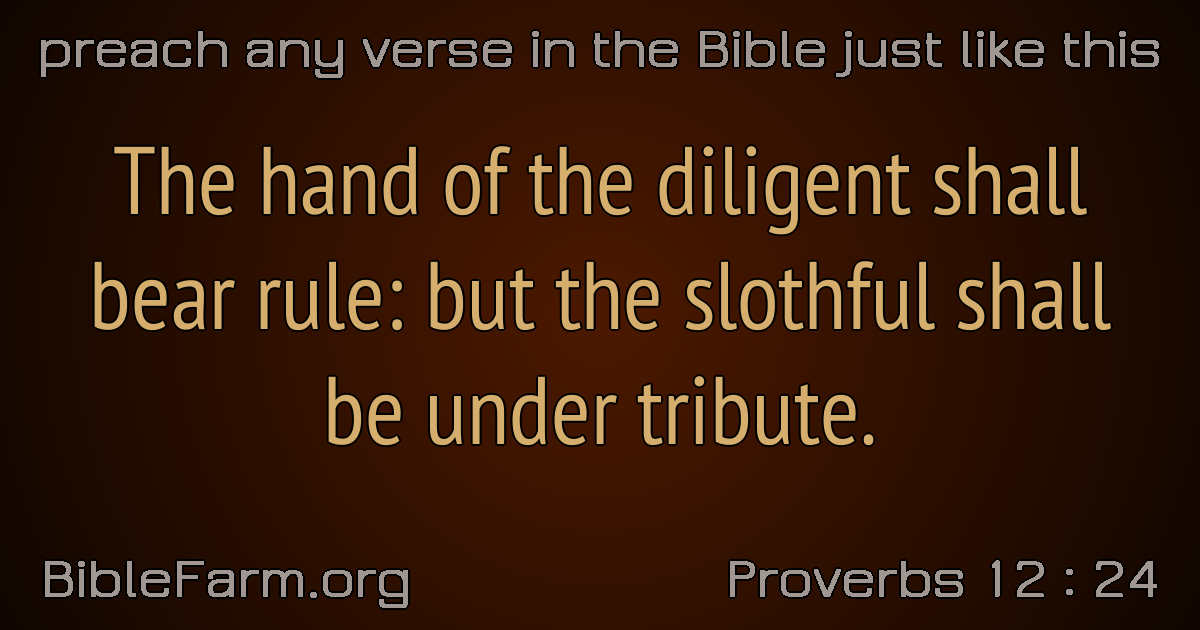 preach any verse in the Bible just like this
The hand of the diligent shall
bear rule: but the slothful shall
be under tribute.
BibleFarm.org
Proverbs 12 : 24